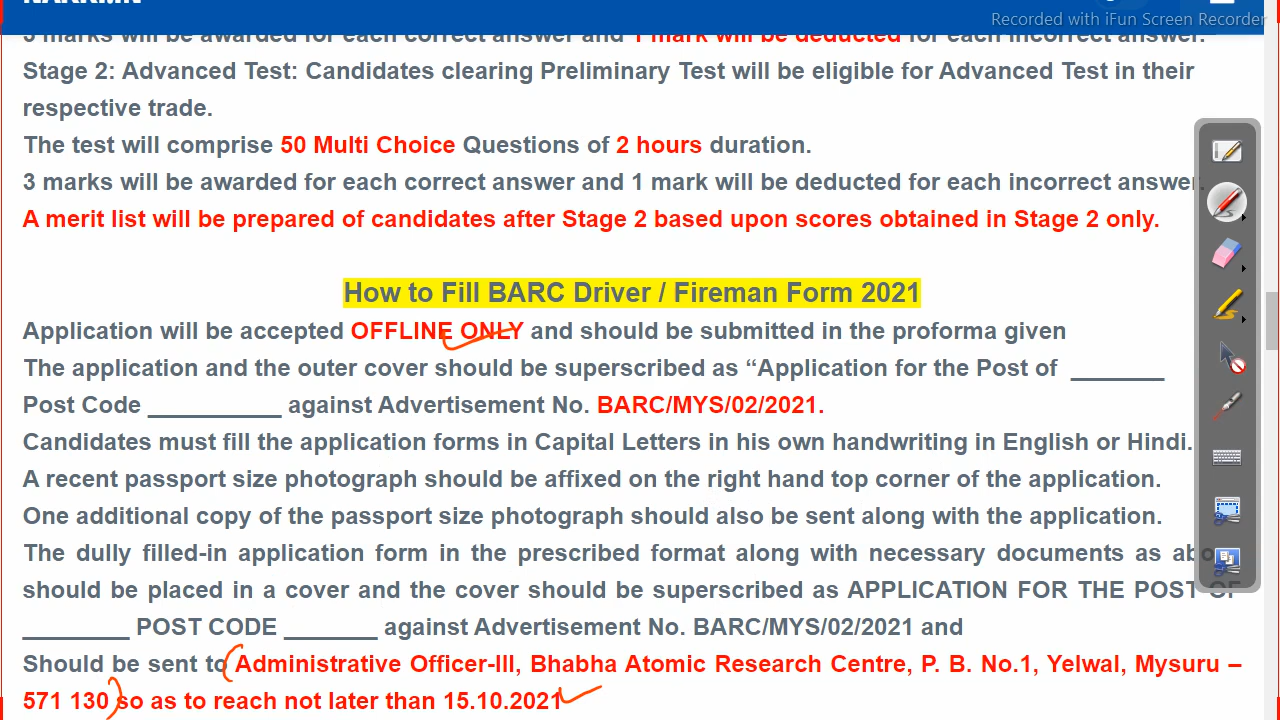 Recorded with iFun Screen Recorder
3 marks will be awarded for each correct answer and 1 mark will be deducted for each incorrect answer.
Stage 2: Advanced Test: Candidates clearing Preliminary Test will be eligible for Advanced Test in their
respective trade.
The test will comprise 50 Multi Choice Questions of 2 hours duration.
3 marks will be awarded for each correct answer and 1 mark will be deducted for each incorrect answer.
A merit list will be prepared of candidates after Stage 2 based upon scores obtained in Stage 2 only.
How to Fill BARC Driver / Fireman Form 2021
Application will be accepted OFFLINE ONLY and should be submitted in the proforma given
The application and the outer cover should be superscribed as “Application for the Post of _______
Post Code __________ against Advertisement No. BARC/MYS/02/2021.
Candidates must fill the application forms in Capital Letters in his own handwriting in English or Hindi.
A recent passport size photograph should be affixed on the right hand top corner of the application.
One additional copy of the passport size photograph should also be sent along with the application.
The dully filled-in application form in the prescribed format along with necessary documents as above
should be placed in a cover and the cover should be superscribed as APPLICATION FOR THE POST OF
________ POST CODE _______ against Advertisement No. BARC/MYS/02/2021 and
Should be sent to Administrative Officer-III, Bhabha Atomic Research Centre, P. B. No.1, Yelwal, Mysuru –
571 130 so as to reach not later than 15.10.2021